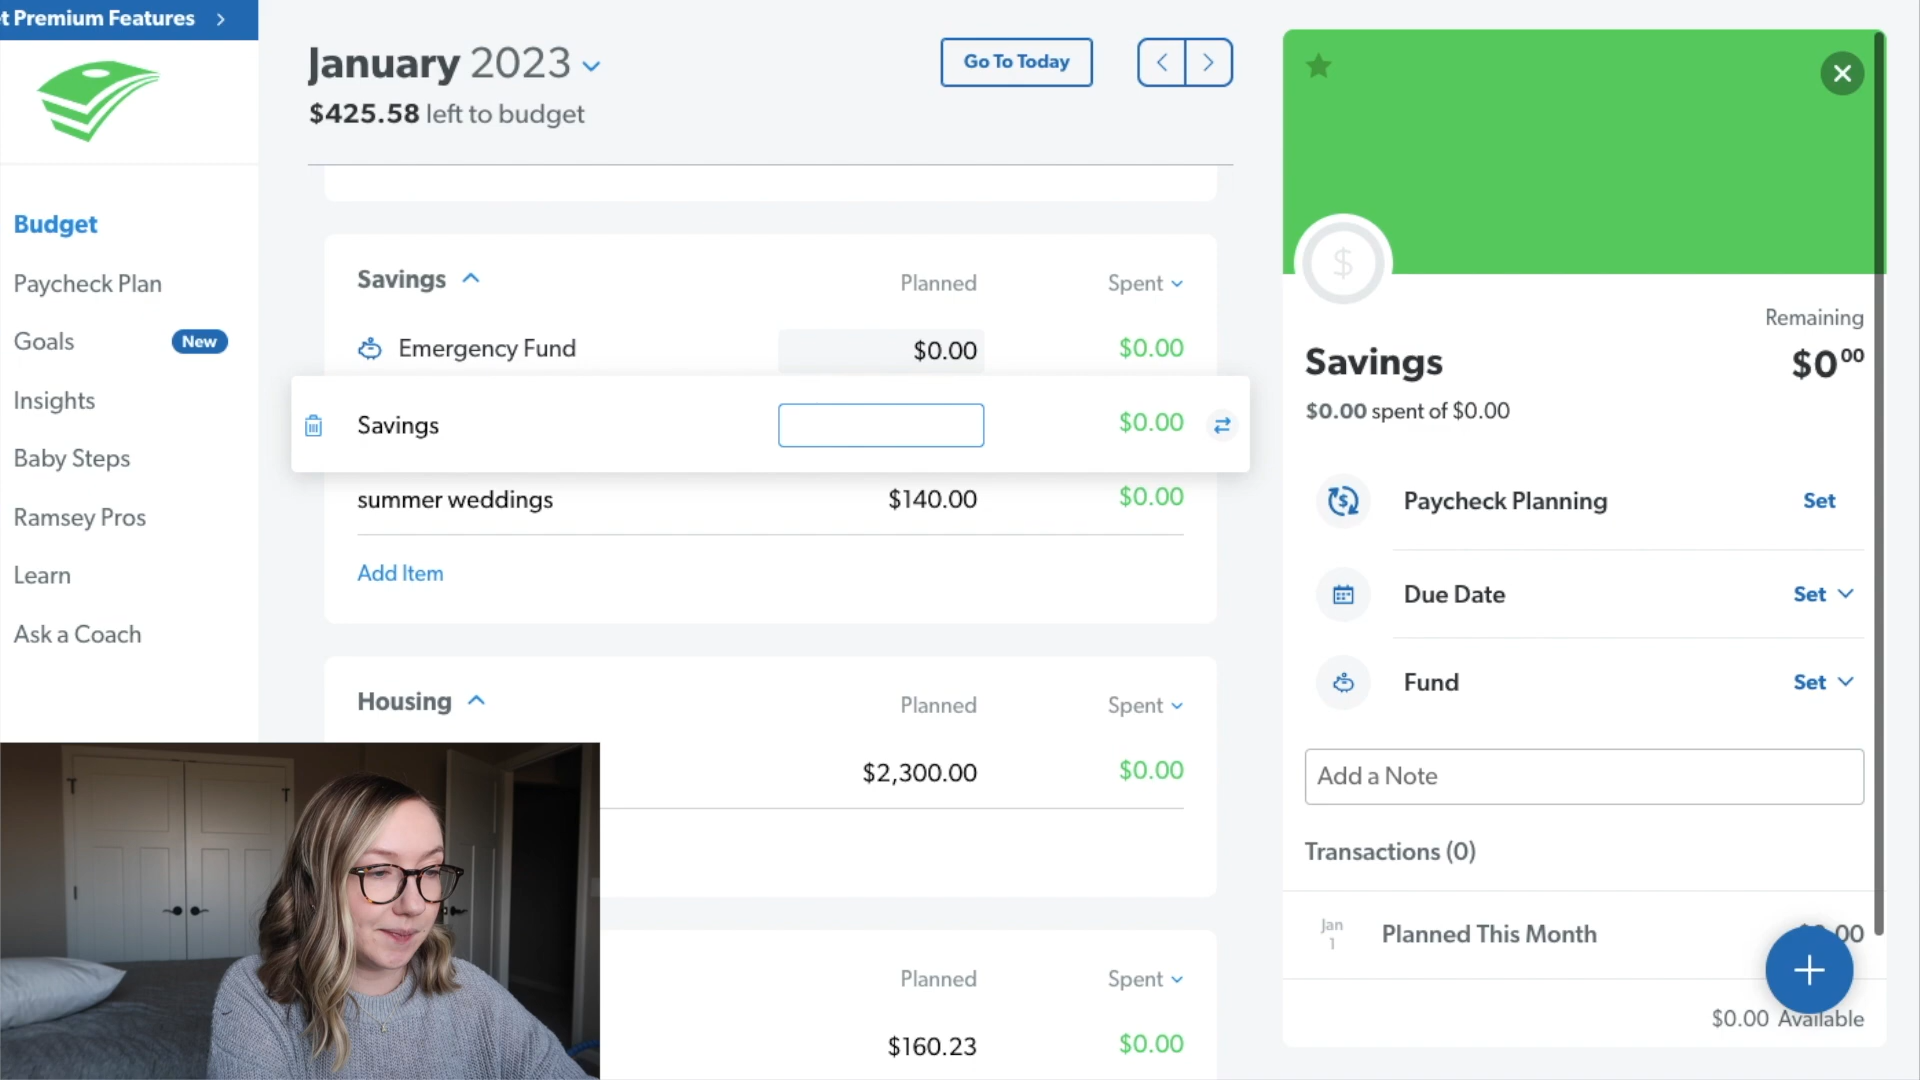 t Premium Features
Budget
Paycheck Plan
Goals New
Insights
Baby Steps
Ramsey Pros
Learn
Ask a Coach
January 2023
$425.58 left to budget
Go To Today
Savings Planned Spent
Emergency Fund $0.00 $0.00
Savings $0.00
summer weddings $140.00 $0.00
Add Item
Housing Planned Spent
$2,300.00 $0.00
Planned Spent
$160.23 $0.00
$
Remaining
Savings $0 00
$0.00 spent of $0.00
Paycheck Planning Set
Due Date Set
Fund Set
Add a Note
Transactions (0)
Jan
1
Planned This Month
$0.00 Available